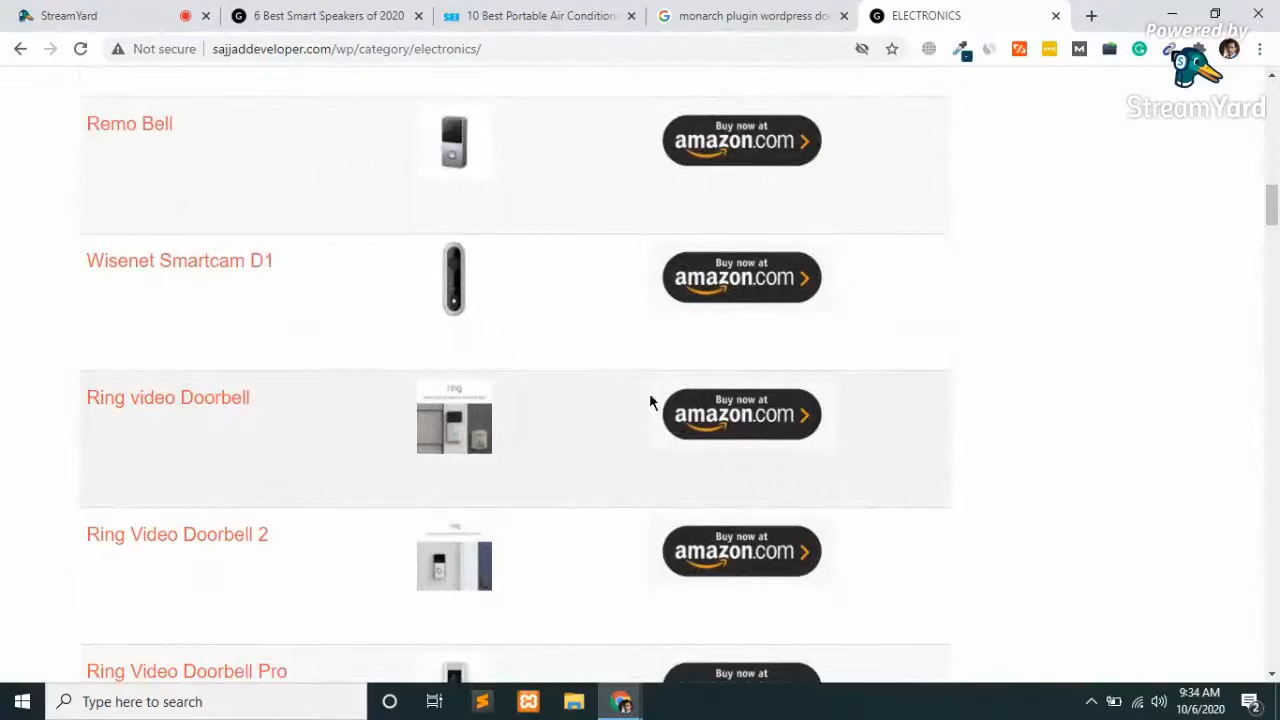 StreamYard
6 Best Smart Speakers of 2020
10 Best Portable Air Condition
monarch plugin wordpress do
ELECTRONICS
Not secure
sajjaddeveloper.com/wp/category/electronics/
Powered by
StreamYard
Remo Bell
Buy now at
amazon.com
Wisenet Smartcam D1
Buy now at
amazon.com
Ring video Doorbell
ring
Buy now at
amazon.com
Ring Video Doorbell 2
ring
Buy now at
amazon.com
Ring Video Doorbell Pro
Type here to search
9:34 AM
10/6/2020
2